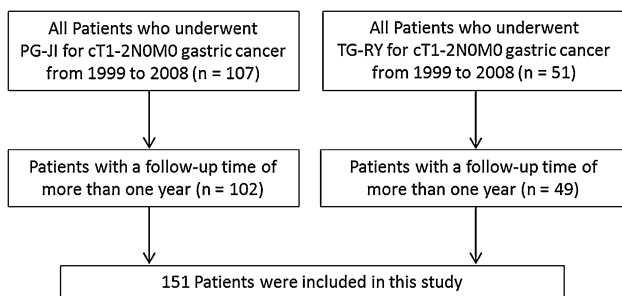 All Patients who underwent
PG-JI for cT1-2N0M0 gastric cancer
from 1999 to 2008 (n = 107)
All Patients who underwent
TG-RY for cT1-2N0M0 gastric cancer
from 1999 to 2008 (n = 51)
Patients with a follow-up time of
more than one year (n = 102)
Patients with a follow-up time of
more than one year (n = 49)
151 Patients were included in this study